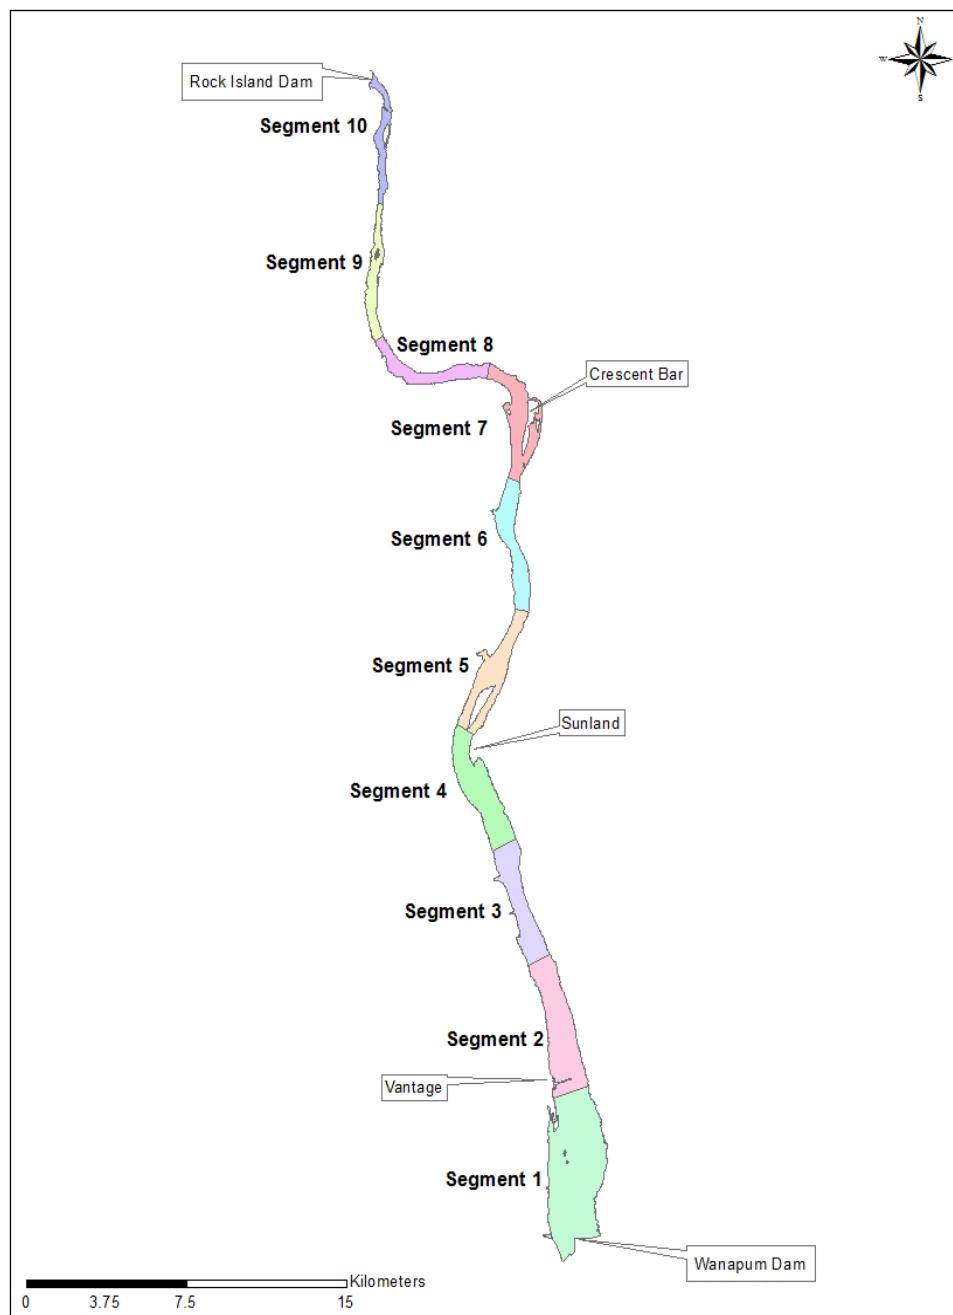 N
W
S
Rock Island Dam
Segment 10
Segment 9
Segment 8
Crescent Bar
Segment 7
Segment 6
Segment 5
Sunland
Segment 4
Segment 3
Segment 2
Vantage
Segment 1
Wanapum Dam
Kilometers
0 3.75 7.5 15